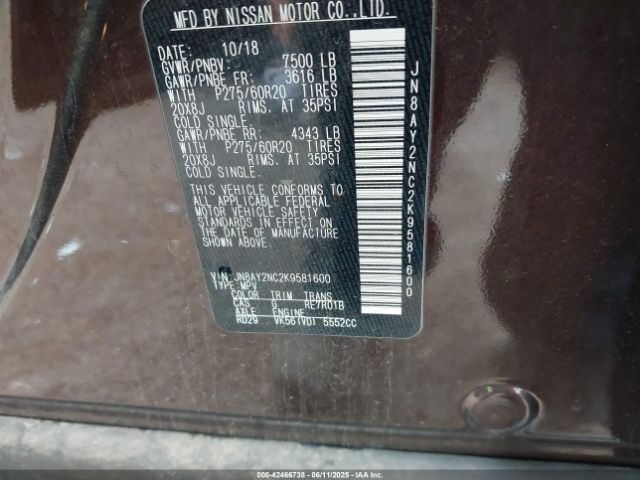 MFD BY NISSAN MOTOR CO.,LTD.
DATE: 10/18
GVWR/PNBV: 7500 LB
GAWR/PNBE FR: 3616 LB
WITH P275/60R20 TIRES
20X8J RIMS. AT 35PSI
COLD SINGLE.
GAWR/PNBE RR: 4343 LB
WITH P275/60R20 TIRES
20X8J RIMS. AT 35PSI
COLD SINGLE.
THIS VEHICLE CONFORMS TO
ALL APPLICABLE FEDERAL
MOTOR VEHICLE SAFETY
STANDARDS IN EFFECT ON
THE DATE OF MANUFACTURE
SHOWN ABOVE.
V.I.N: JN8AY2NC2K9581600
TYPE: MPV
COLOR TRIM TRANS
CAS G RE7R01B
AXLE ENGINE
RD29 VK56(VD) 5552CC
JN8AY2NC2K9581600
000-42466738 - 06/11/2025 - IAAI.COM